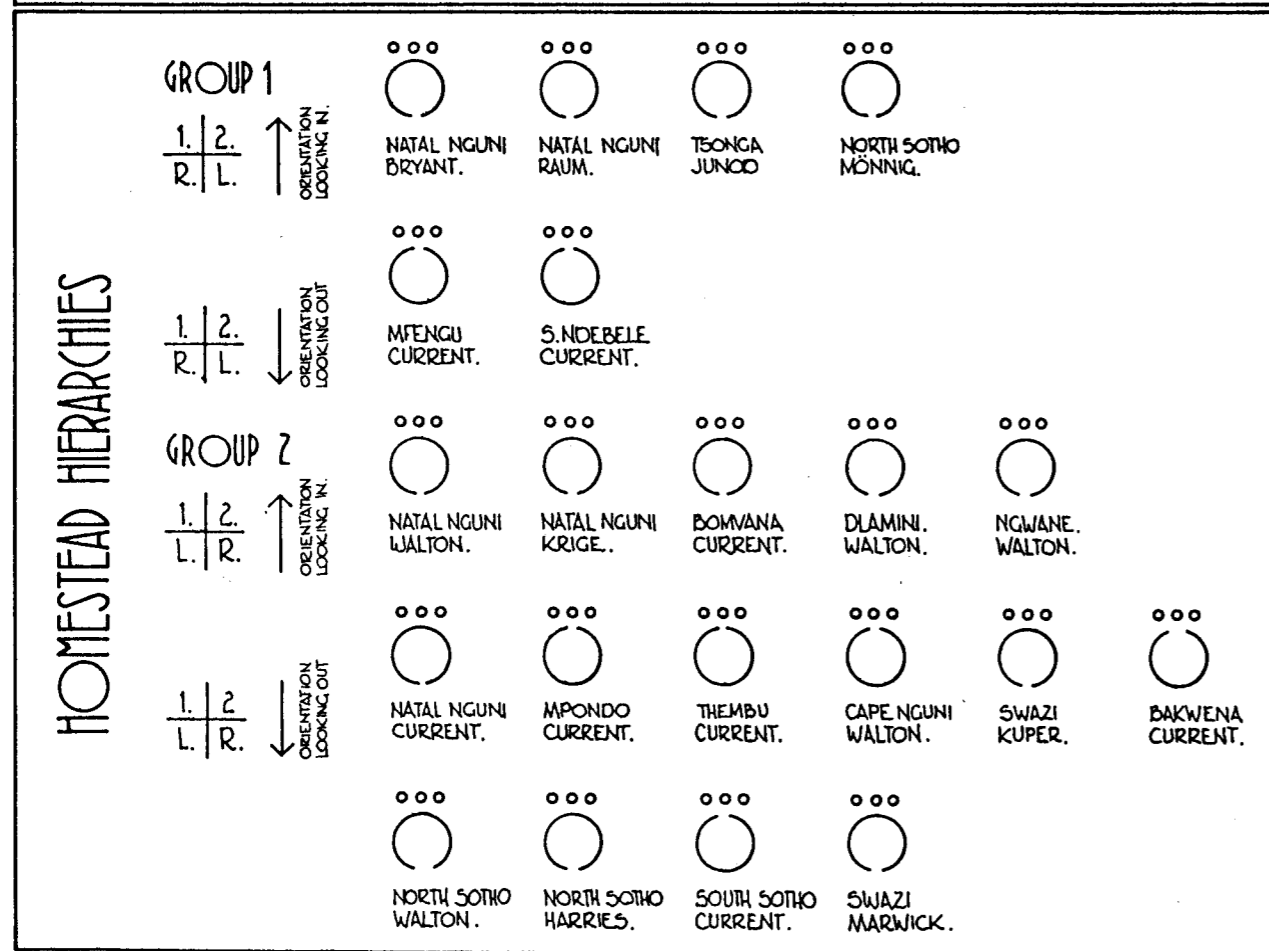 HOMESTEAD HIERARCHIES
GROUP 1
1. 2.
R. L.
ORIENTATION
LOOKING IN.
NATAL NGUNI
BRYANT.
NATAL NGUNI
RAUM.
TSONGA
JUNOD
NORTH SOTHO
MÖNNIG.
1. 2.
R. L.
ORIENTATION
LOOKING OUT
MFENGU
CURRENT.
S. NDEBELE
CURRENT.
GROUP 2
1. 2.
L. R.
ORIENTATION
LOOKING IN.
NATAL NGUNI
WALTON.
NATAL NGUNI
KRIGE.
BOMVANA
CURRENT.
DLAMINI.
WALTON.
NGWANE.
WALTON.
1. 2
L. R.
ORIENTATION
LOOKING OUT
NATAL NGUNI
CURRENT.
MPONDO
CURRENT.
THEMBU
CURRENT.
CAPE NGUNI
WALTON.
SWAZI
KUPER.
BAKWENA
CURRENT.
NORTH SOTHO
WALTON.
NORTH SOTHO
HARRIES.
SOUTH SOTHO
CURRENT.
SWAZI
MARWICK.